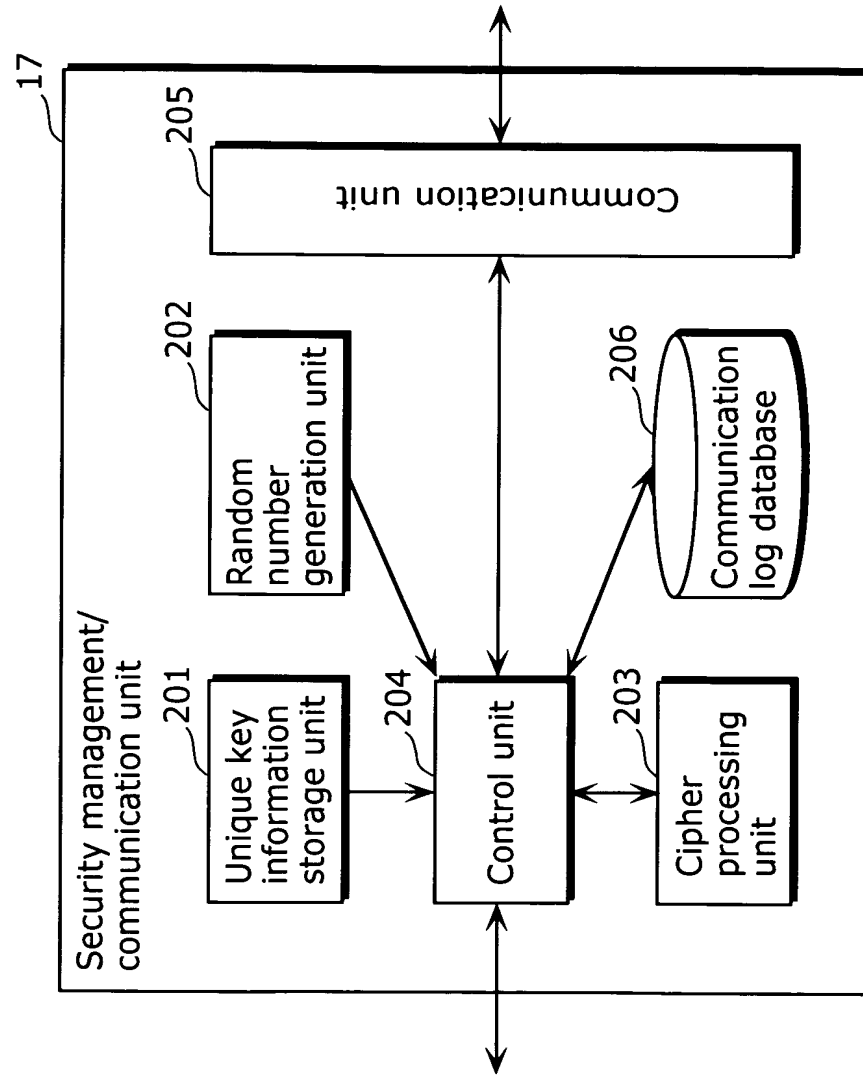 17
Security management/
communication unit
201
Unique key
information
storage unit
202
Random
number
generation unit
205
Communication unit
204
Control unit
203
Cipher
processing
unit
206
Communication
log database